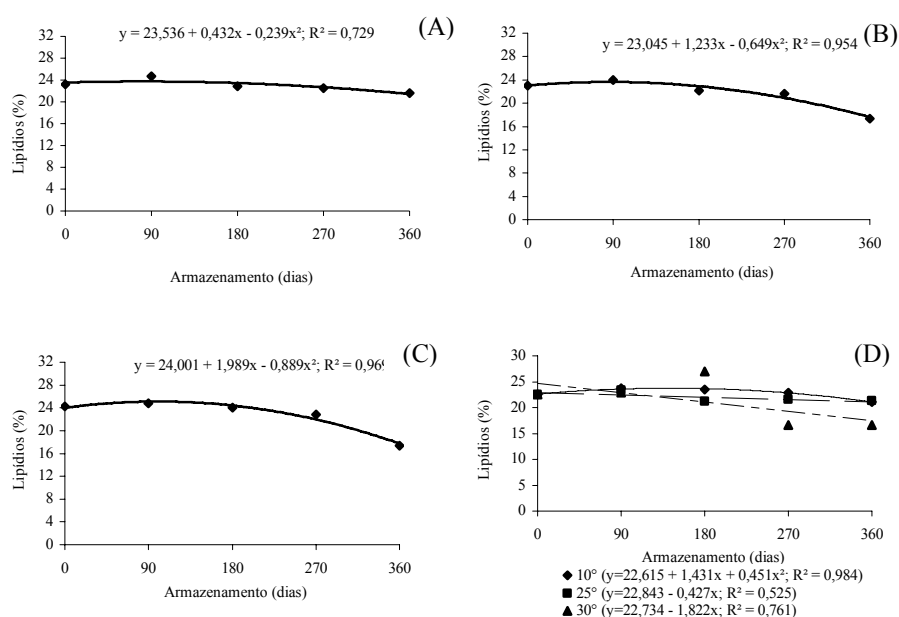 (A)
y = 23,536 + 0,432x - 0,239x²; R² = 0,729
Lipídios (%)
32
28
24
20
16
12
8
4
0
0 90 180 270 360
Armazenamento (dias)
(B)
y = 23,045 + 1,233x - 0,649x²; R² = 0,954
Lipídios (%)
32
28
24
20
16
12
8
4
0
0 90 180 270 360
Armazenamento (dias)
(C)
y = 24,001 + 1,989x - 0,889x²; R² = 0,969
Lipídios (%)
32
28
24
20
16
12
8
4
0
0 90 180 270 360
Armazenamento (dias)
(D)
Lipídios (%)
30
25
20
15
10
5
0
0 90 180 270 360
Armazenamento (dias)
10° (y=22,615 + 1,431x + 0,451x²; R² = 0,984)
25° (y=22,843 - 0,427x; R² = 0,525)
30° (y=22,734 - 1,822x; R² = 0,761)